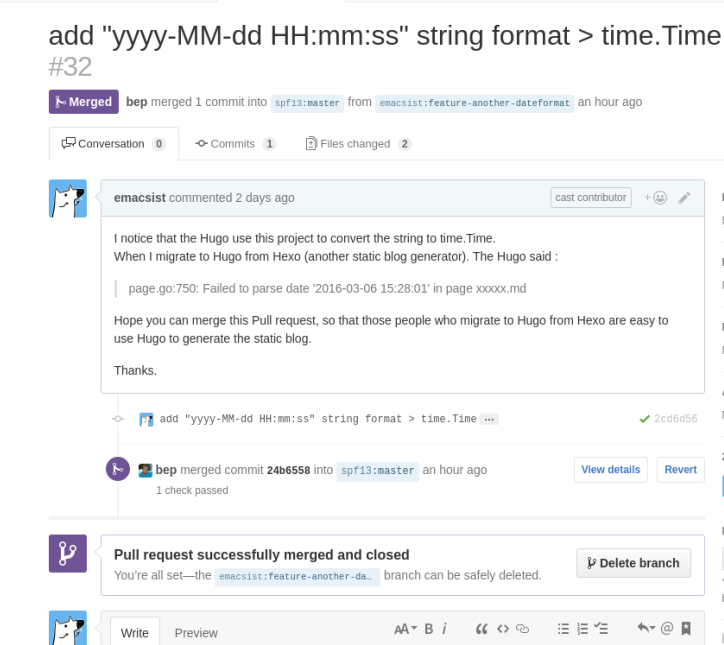 add "yyyy-MM-dd HH:mm:ss" string format > time.Time
#32
Merged bep merged 1 commit into spf13:master from emacsist:feature-another-dateformat an hour ago
Conversation 0 Commits 1 Files changed 2
emacsist commented 2 days ago cast contributor +
I notice that the Hugo use this project to convert the string to time.Time.
When I migrate to Hugo from Hexo (another static blog generator). The Hugo said :
page.go:750: Failed to parse date '2016-03-06 15:28:01' in page xxxxx.md
Hope you can merge this Pull request, so that those people who migrate to Hugo from Hexo are easy to
use Hugo to generate the static blog.
Thanks.
add "yyyy-MM-dd HH:mm:ss" string format > time.Time ... 2cd6d56
bep merged commit 24b6558 into spf13:master an hour ago View details Revert
1 check passed
Pull request successfully merged and closed
You're all set—the emacsist:feature-another-da… branch can be safely deleted. Delete branch
Write Preview AA B i “ <> @